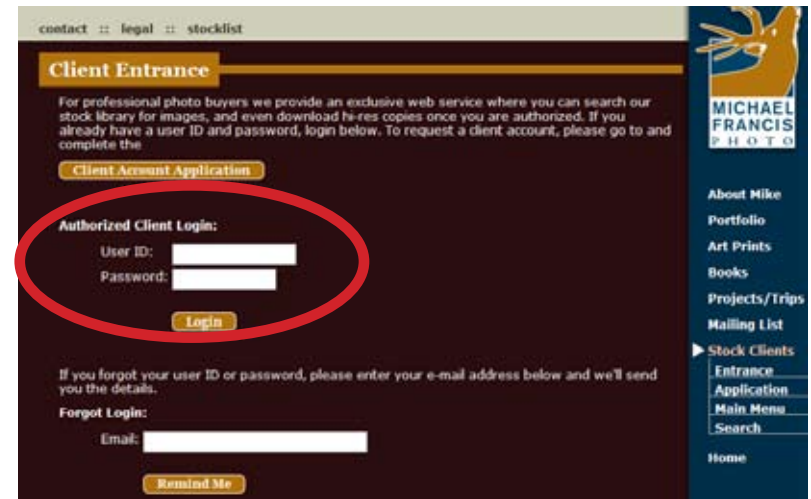 contact :: legal :: stocklist
Client Entrance
For professional photo buyers we provide an exclusive web service where you can search our
stock library for images, and even download hi-res copies once you are authorized. If you
already have a user ID and password, login below. To request a client account, please go to and
complete the
Client Account Application
Authorized Client Login:
User ID:
Password:
Login
If you forgot your user ID or password, please enter your e-mail address below and we'll send
you the details.
Forgot Login:
Email:
Remind Me
MICHAEL
FRANCIS
PHOTO
About Mike
Portfolio
Art Prints
Books
Projects/Trips
Mailing List
Stock Clients
Entrance
Application
Main Menu
Search
Home